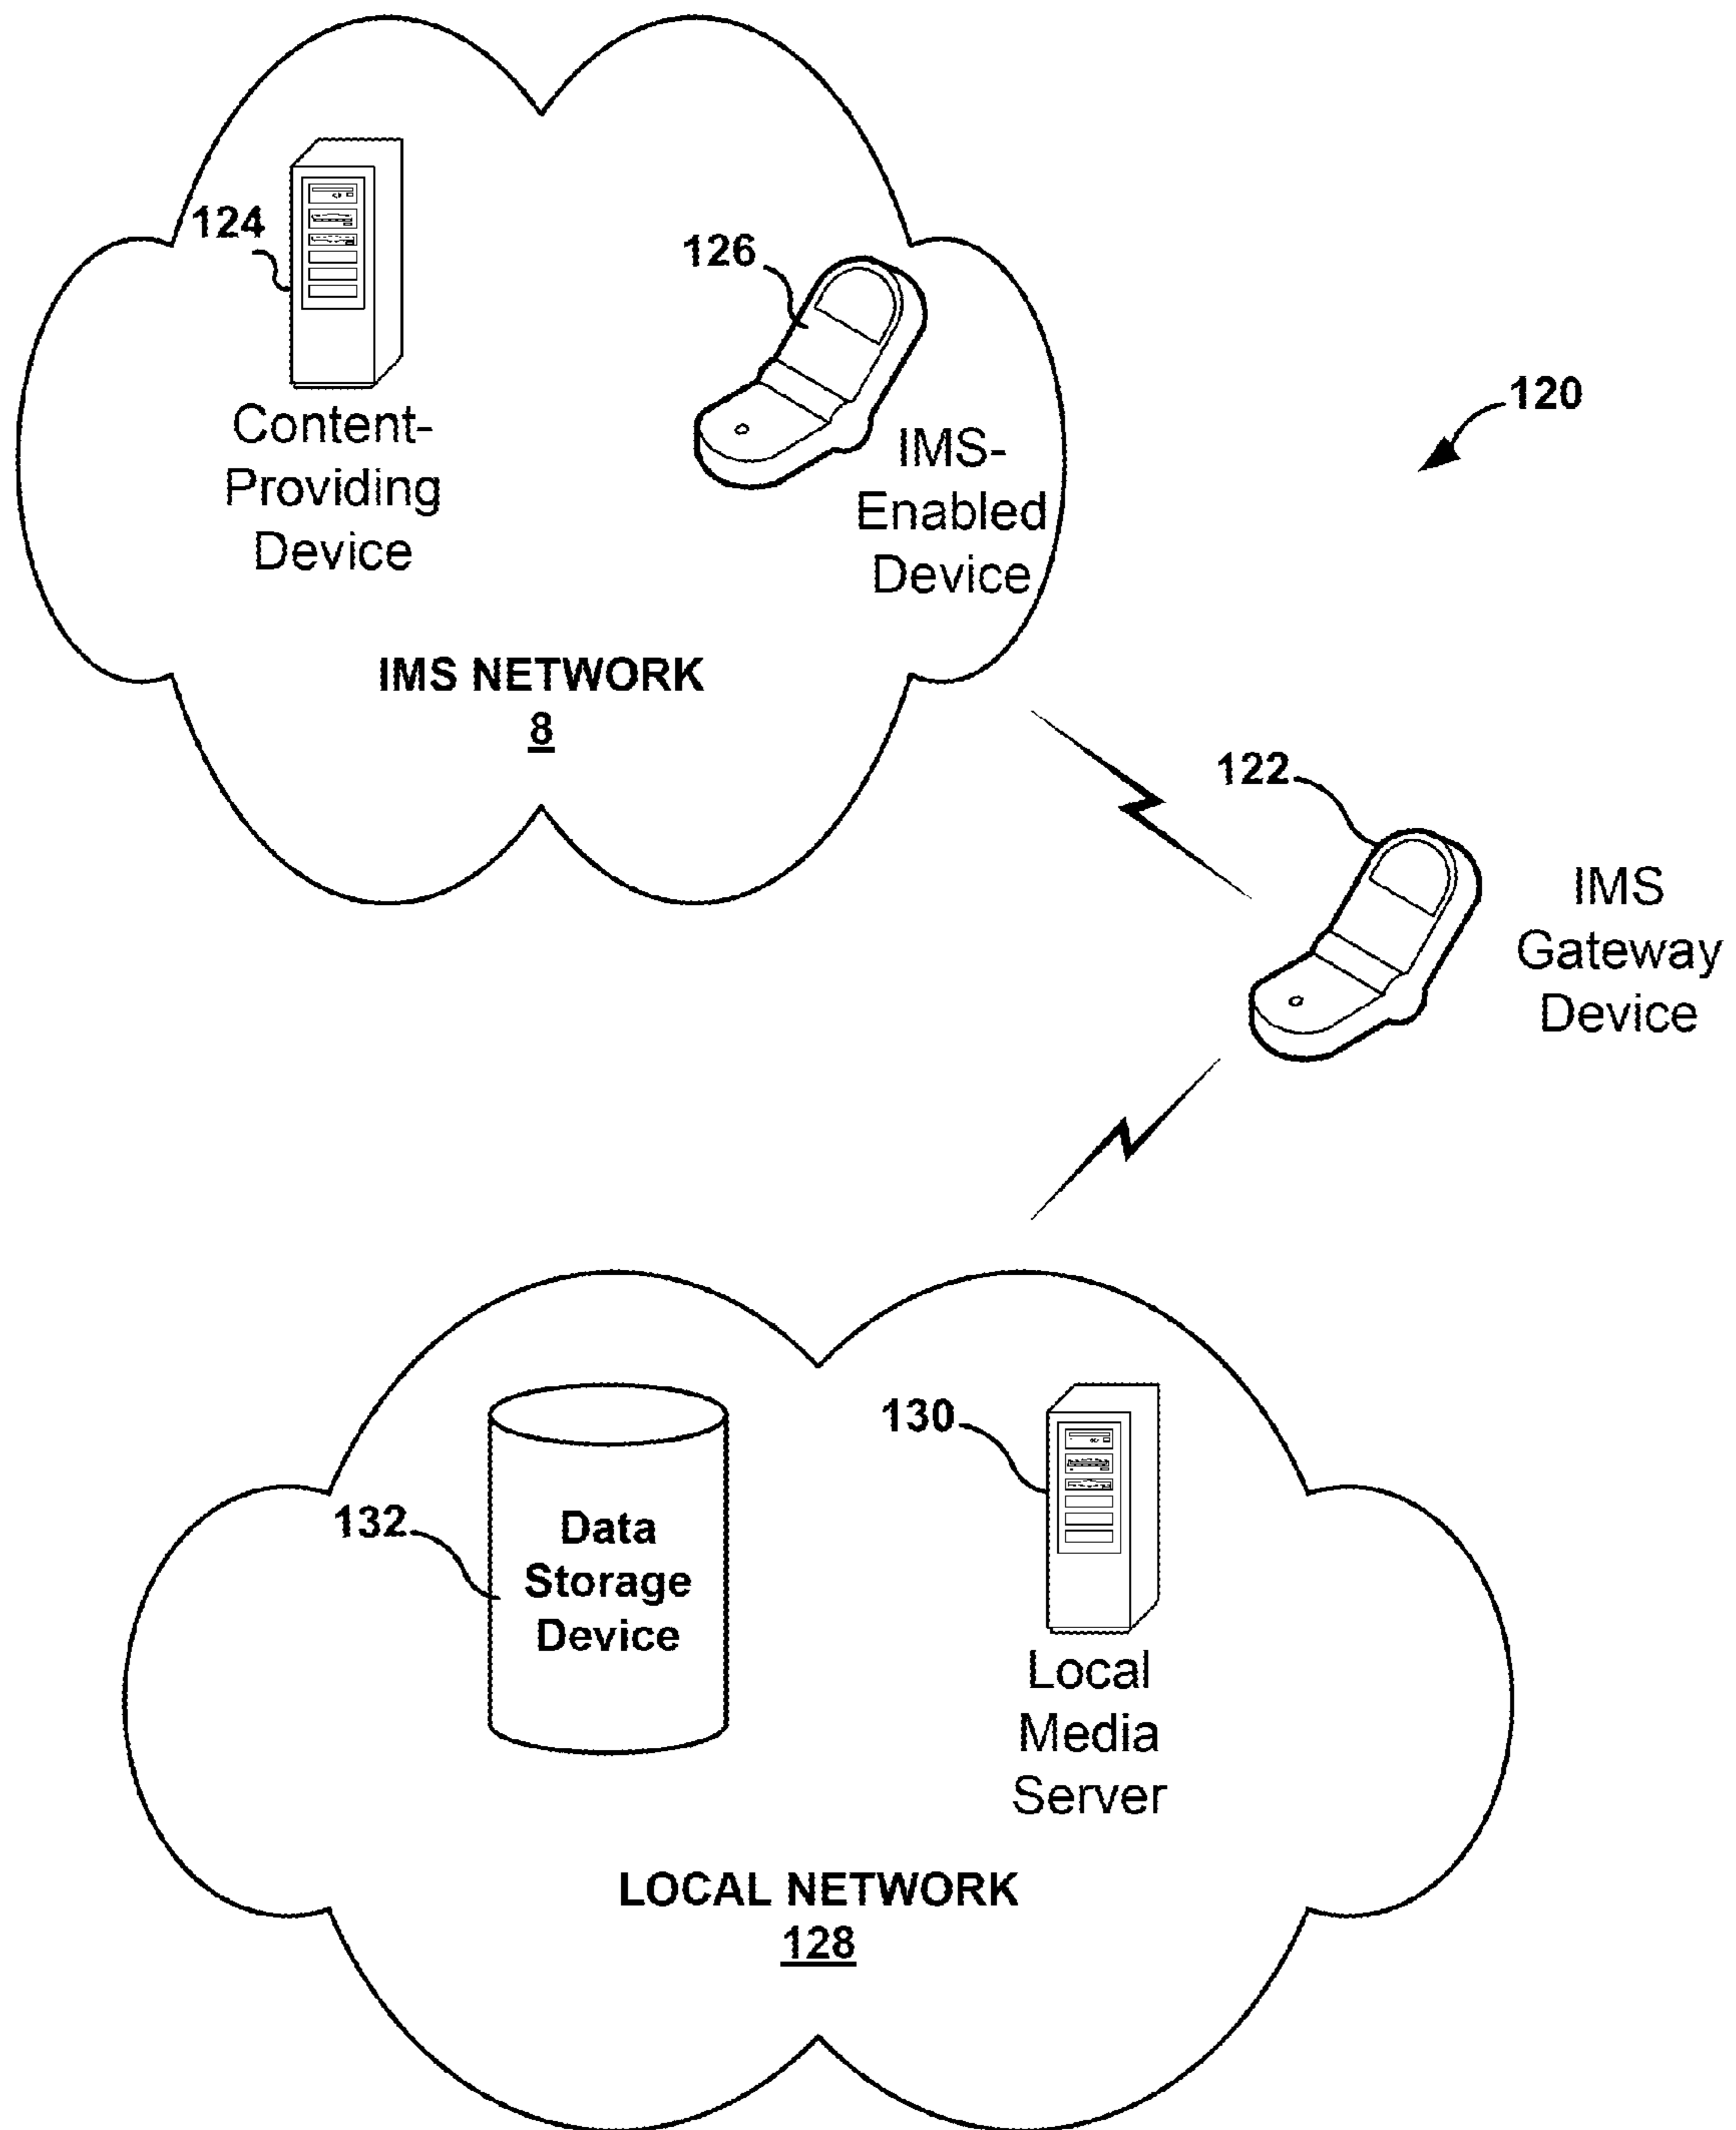 124
Content-
Providing
Device
126
IMS-
Enabled
Device
IMS NETWORK
8
120
122
IMS
Gateway
Device
132
Data
Storage
Device
130
Local
Media
Server
LOCAL NETWORK
128